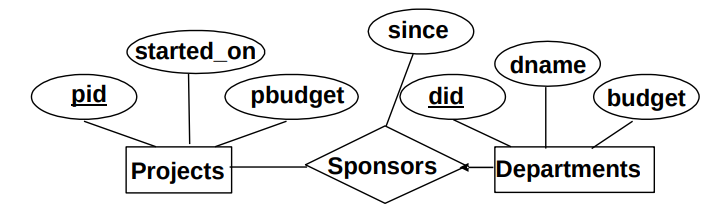 since
started_on
dname
pid
pbudget
did
budget
Projects
Sponsors
Departments